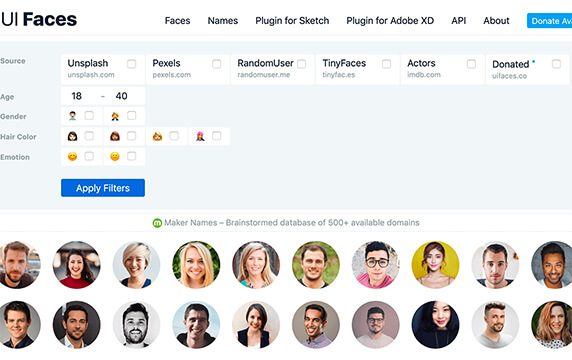 UI Faces
Faces Names Plugin for Sketch Plugin for Adobe XD API About Donate Ava
Source
Unsplash Pexels RandomUser TinyFaces Actors Donated *
unsplash.com pexels.com randomuser.me tinyfac.es imdb.com uifaces.co
Age 18 - 40
Gender
Hair Color
Emotion
Apply Filters
m Maker Names – Brainstormed database of 500+ available domains